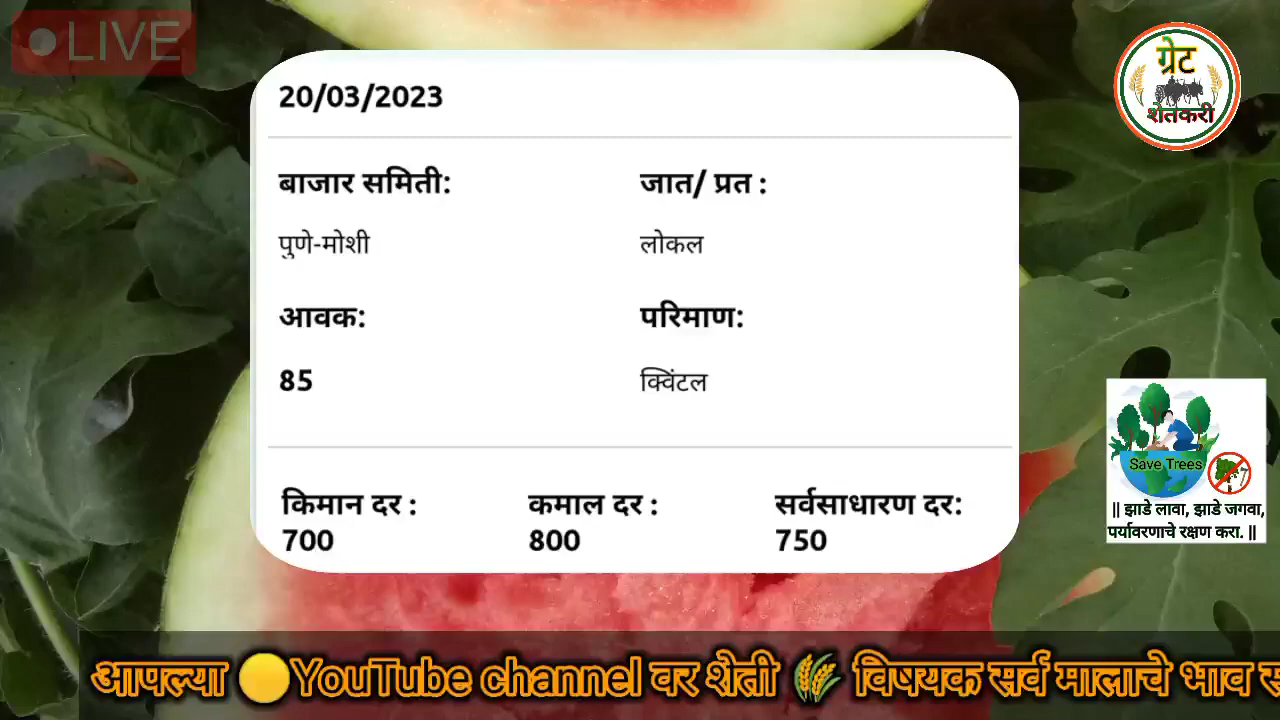 LIVE
ग्रेट
शेतकरी
20/03/2023
बाजार समिती:
जात/ प्रत :
पुणे-मोशी
लोकल
आवक:
परिमाण:
85
क्विंटल
किमान दर :
कमाल दर :
सर्वसाधारण दर:
700
800
750
Save Trees
|| झाडे लावा, झाडे जगवा,
पर्यावरणाचे रक्षण करा. ||
आपल्या YouTube channel वर शेती विषयक सर्व मालाचे भाव